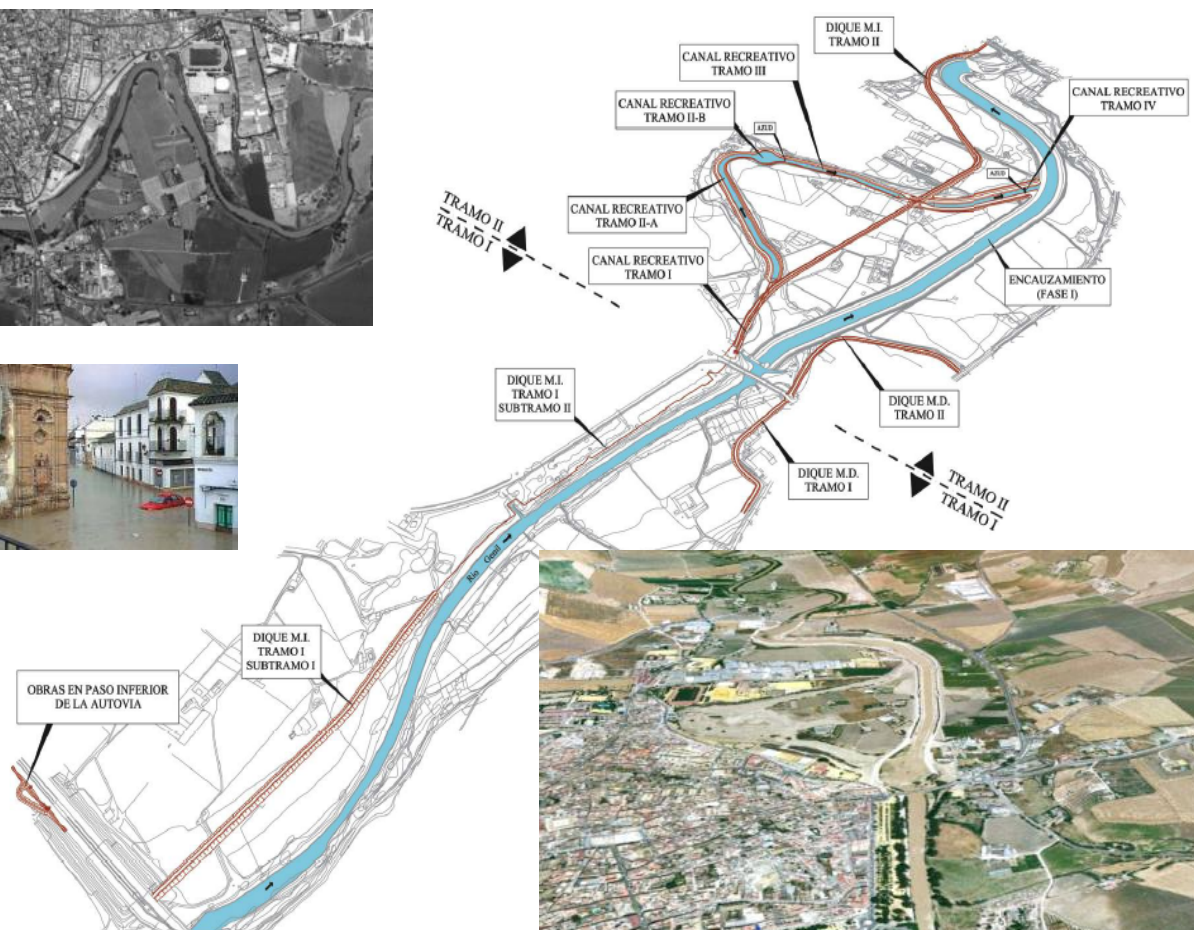 DIQUE M.I.
TRAMO II
CANAL RECREATIVO
TRAMO III
CANAL RECREATIVO
TRAMO IV
CANAL RECREATIVO
TRAMO II-B
AZUD
AZUD
CANAL RECREATIVO
TRAMO II-A
TRAMO II
TRAMO I
CANAL RECREATIVO
TRAMO I
ENCAUZAMIENTO
(FASE I)
DIQUE M.I.
TRAMO I
SUBTRAMO II
DIQUE M.D.
TRAMO II
DIQUE M.D.
TRAMO I
TRAMO II
TRAMO I
Río Genil
DIQUE M.I.
TRAMO I
SUBTRAMO I
OBRAS EN PASO INFERIOR
DE LA AUTOVIA